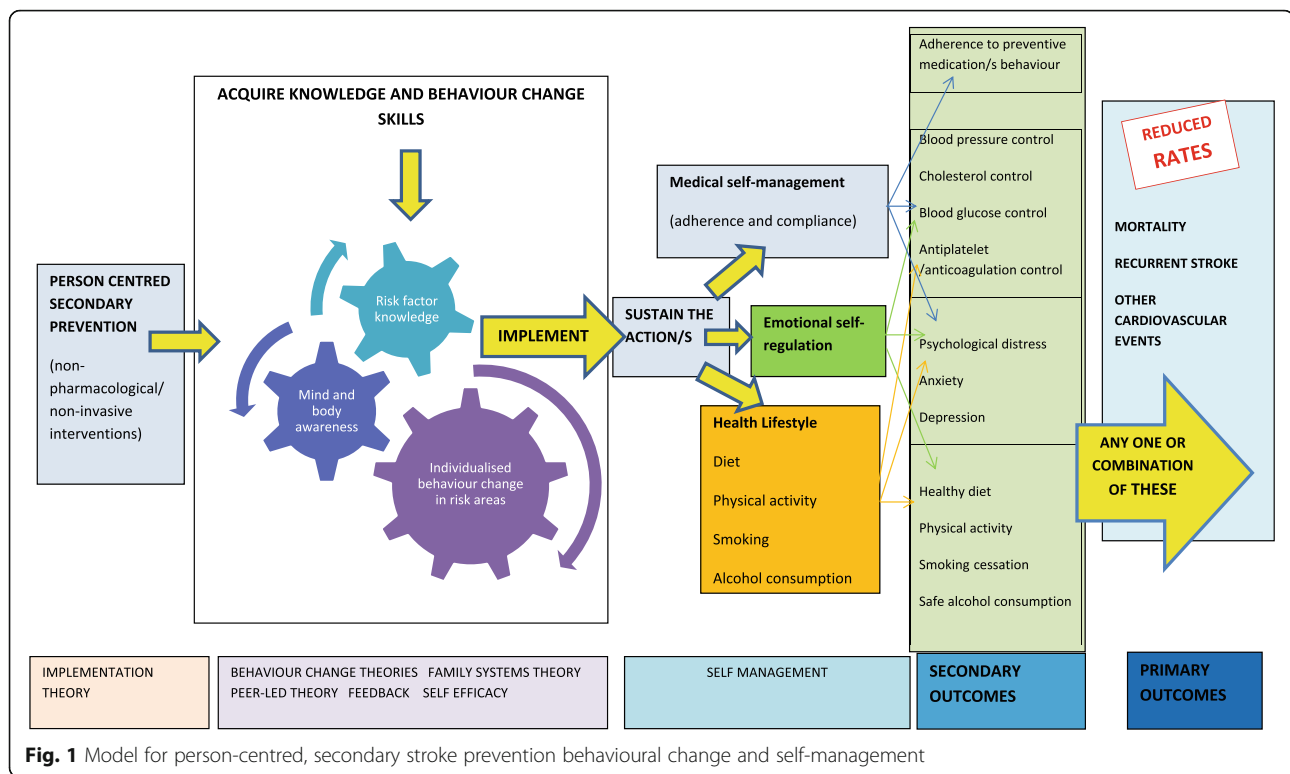 ACQUIRE KNOWLEDGE AND BEHAVIOUR CHANGE
SKILLS
PERSON CENTRED
SECONDARY
PREVENTION
(non-
pharmacological/
non-invasive
interventions)
Risk factor
knowledge
Mind and
body
awareness
Individualised
behaviour change
in risk areas
IMPLEMENT
SUSTAIN THE
ACTION/S
Medical self-management
(adherence and compliance)
Emotional self-
regulation
Health Lifestyle
Diet
Physical activity
Smoking
Alcohol consumption
Adherence to preventive
medication/s behaviour
Blood pressure control
Cholesterol control
Blood glucose control
Antiplatelet
/anticoagulation control
Psychological distress
Anxiety
Depression
Healthy diet
Physical activity
Smoking cessation
Safe alcohol consumption
REDUCED
RATES
MORTALITY
RECURRENT STROKE
OTHER
CARDIOVASCULAR
EVENTS
ANY ONE OR
COMBINATION
OF THESE
IMPLEMENTATION
THEORY
BEHAVIOUR CHANGE THEORIES FAMILY SYSTEMS THEORY
PEER-LED THEORY FEEDBACK SELF EFFICACY
SELF MANAGEMENT
SECONDARY
OUTCOMES
PRIMARY
OUTCOMES
Fig. 1 Model for person-centred, secondary stroke prevention behavioural change and self-management